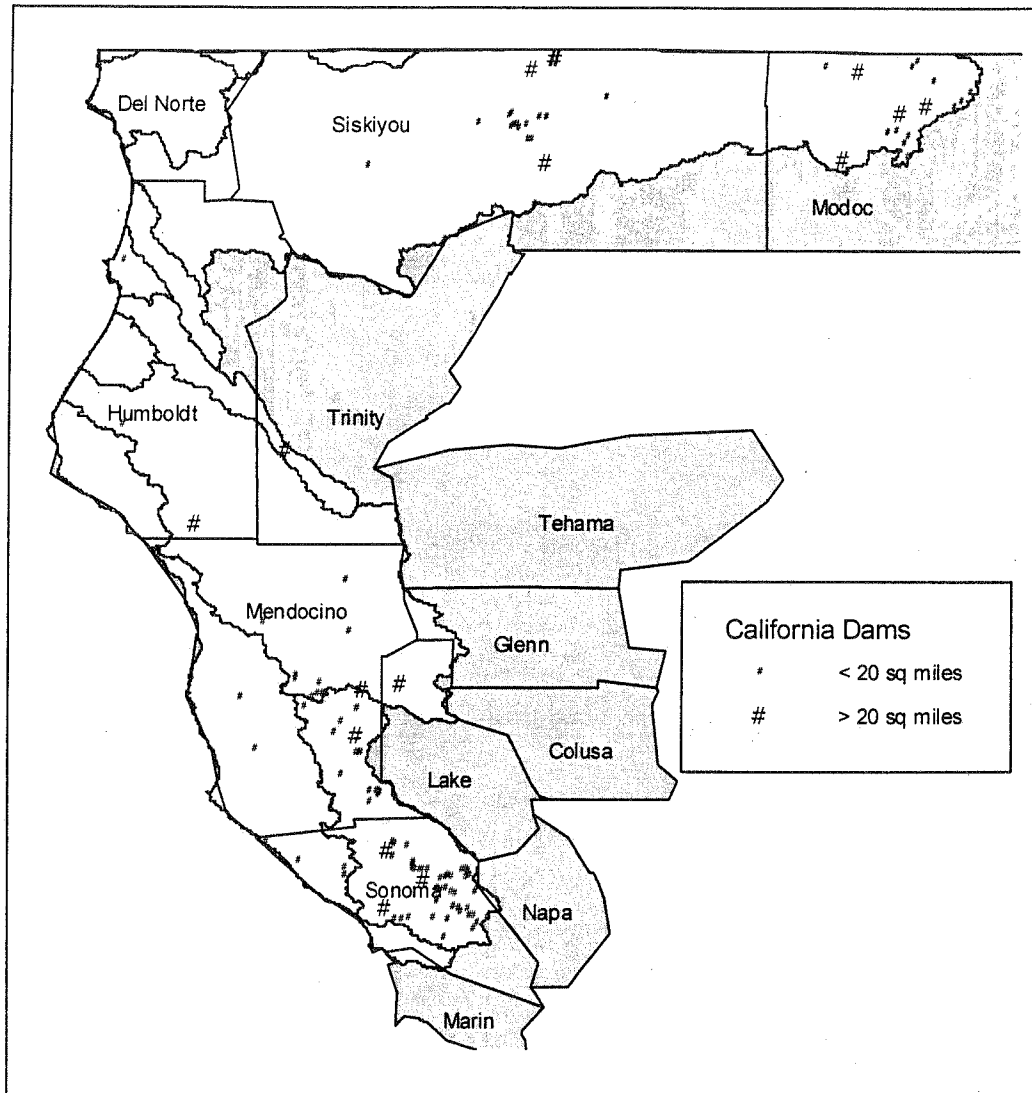 Del Norte
Siskiyou
Modoc
Humboldt
Trinity
Tehama
Mendocino
Glenn
California Dams
# < 20 sq miles
# > 20 sq miles
Colusa
Lake
Sonoma
Napa
Marin